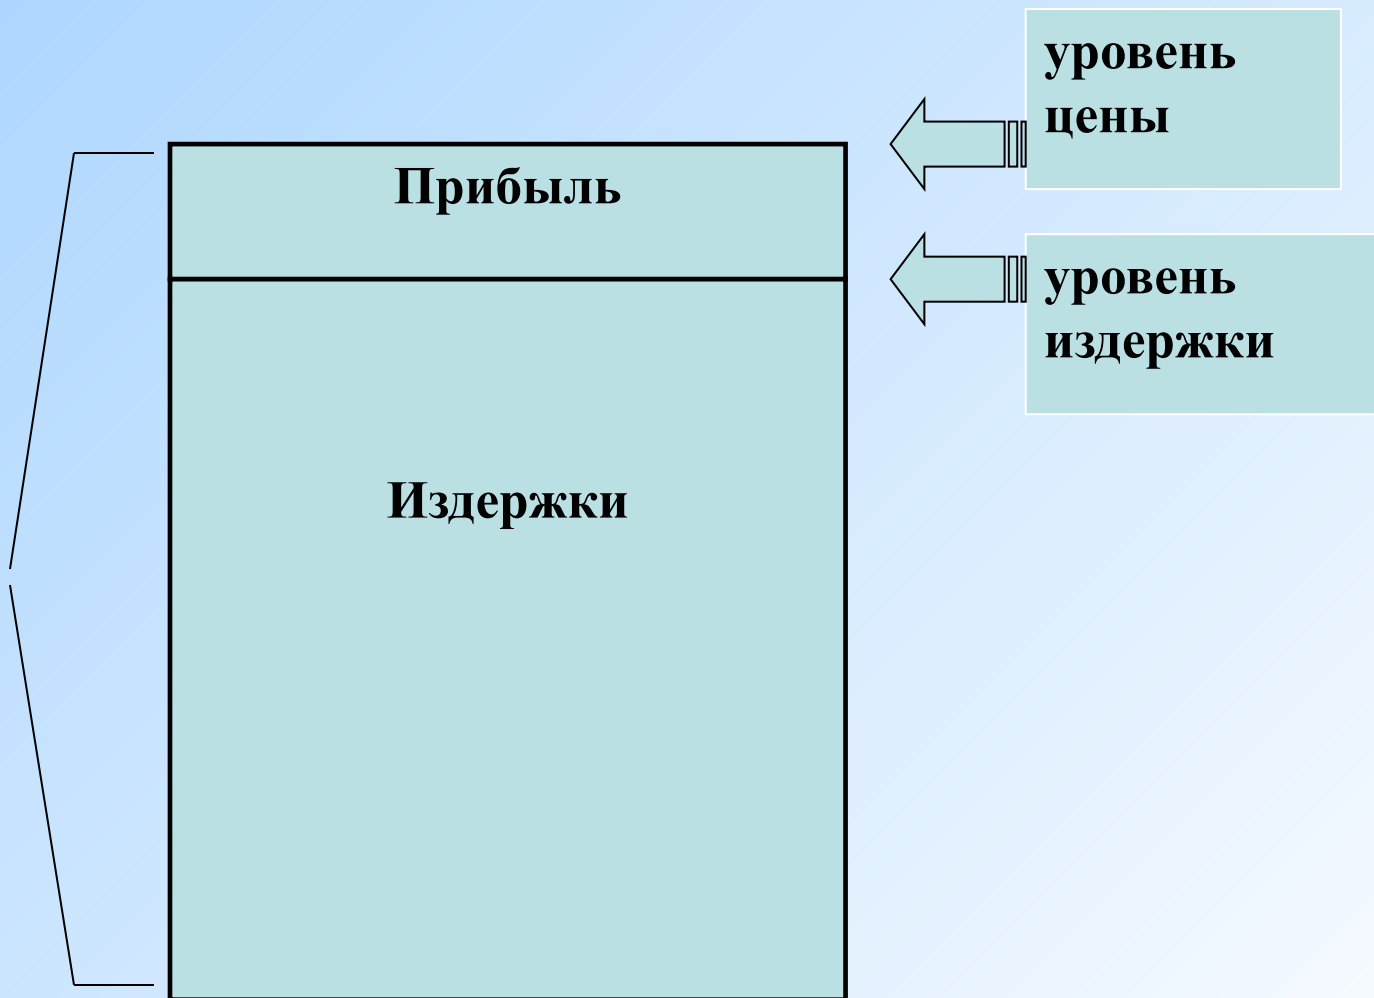 уровень
цены
Прибыль
уровень
издержки
Издержки